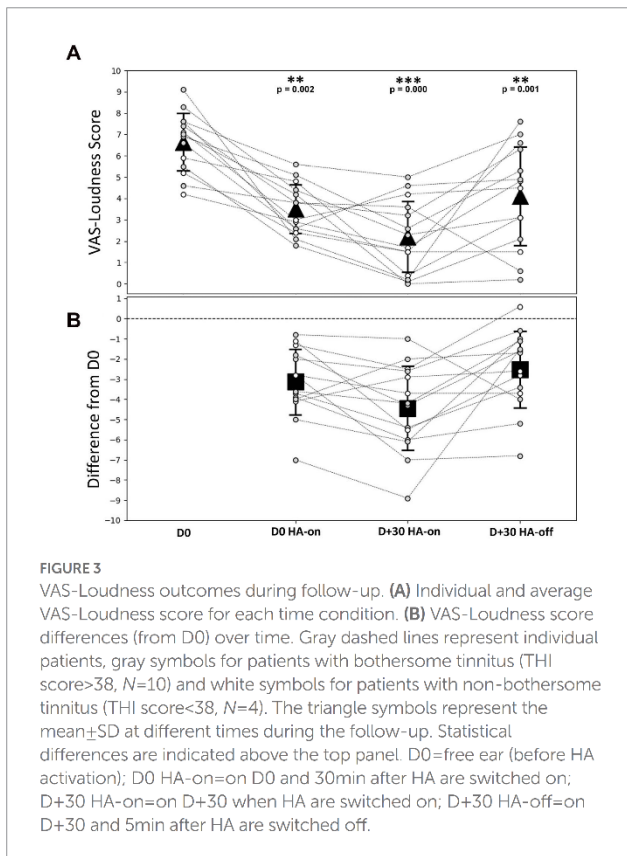 A
VAS-Loudness Score
10
9
8
7
6
5
4
3
2
1
0
**
p = 0.002
***
p = 0.000
**
p = 0.001
B
Difference from D0
1
0
−1
−2
−3
−4
−5
−6
−7
−8
−9
−10
D0
D0 HA-on
D+30 HA-on
D+30 HA-off
FIGURE 3
VAS-Loudness outcomes during follow-up. (A) Individual and average
VAS-Loudness score for each time condition. (B) VAS-Loudness score
differences (from D0) over time. Gray dashed lines represent individual
patients, gray symbols for patients with bothersome tinnitus (THI
score>38, N=10) and white symbols for patients with non-bothersome
tinnitus (THI score<38, N=4). The triangle symbols represent the
mean±SD at different times during the follow-up. Statistical
differences are indicated above the top panel. D0=free ear (before HA
activation); D0 HA-on=on D0 and 30min after HA are switched on;
D+30 HA-on=on D+30 when HA are switched on; D+30 HA-off=on
D+30 and 5min after HA are switched off.